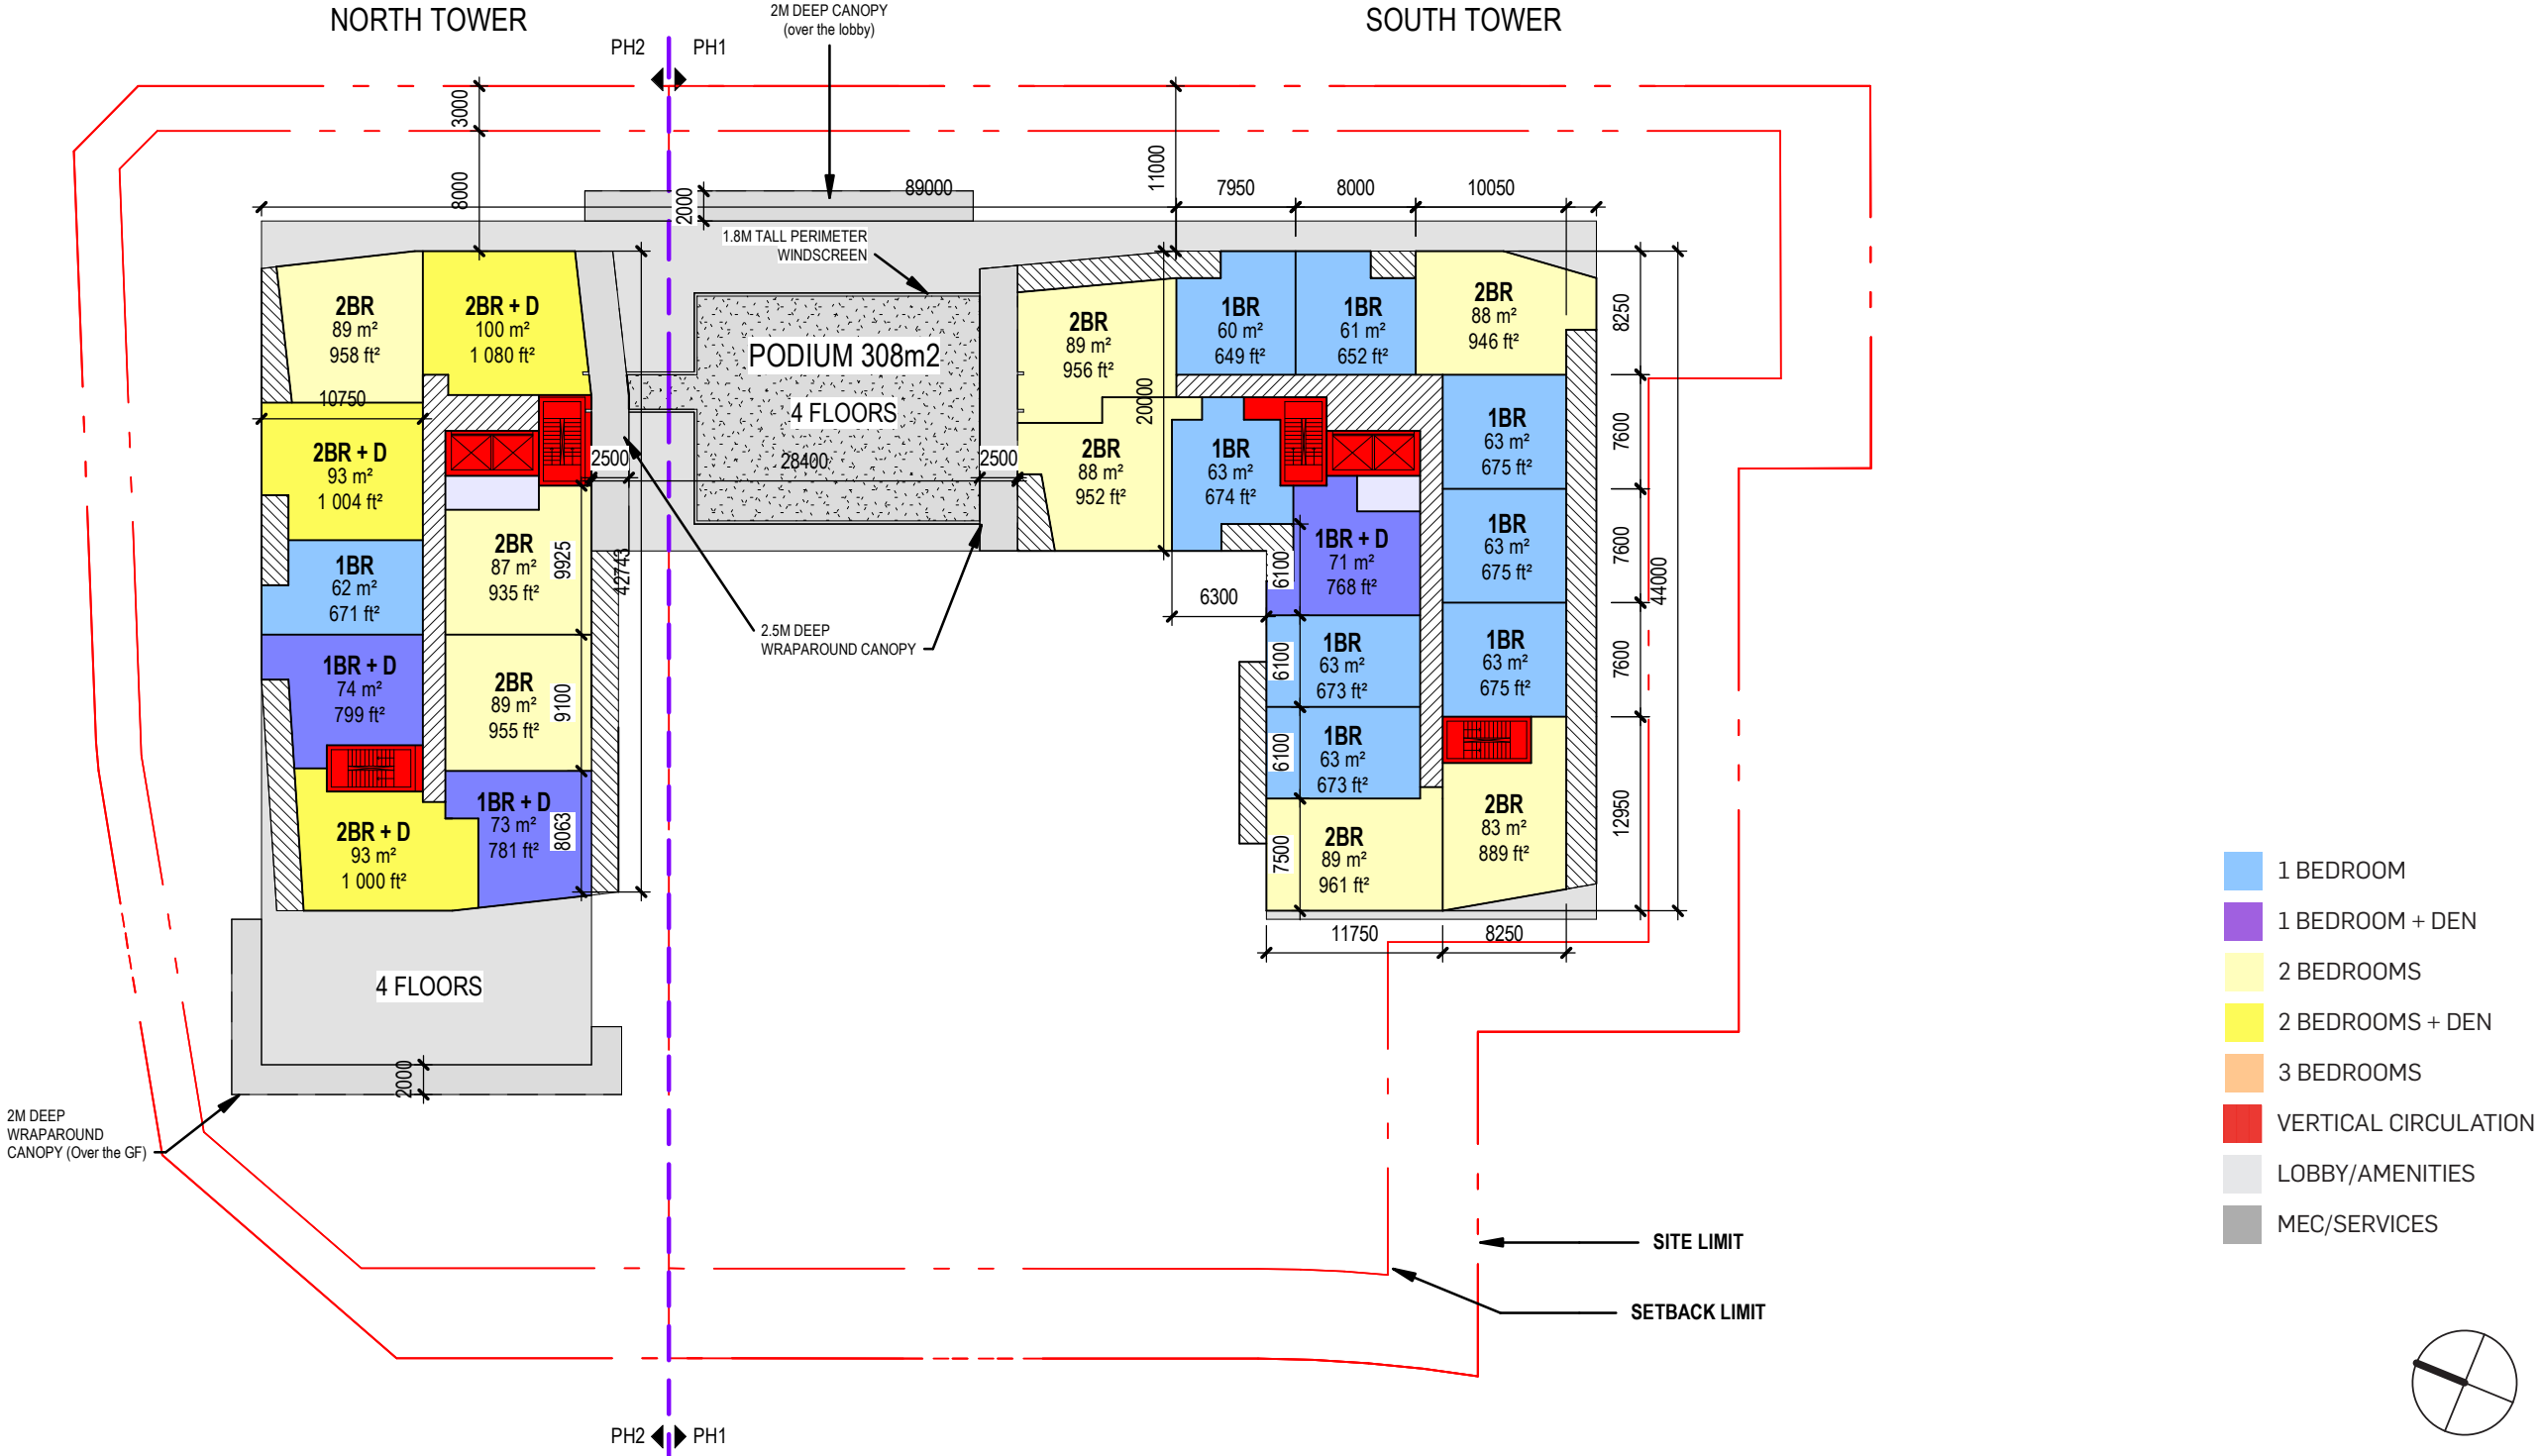 NORTH TOWER
2M DEEP CANOPY
(over the lobby)
SOUTH TOWER
PH2
PH1
3000
8000
2000
89000
11000
7950
8000
10050
1.8M TALL PERIMETER
WINDSCREEN
2BR
89 m²
958 ft²
2BR + D
100 m²
1 080 ft²
PODIUM 308m2
4 FLOORS
2BR
89 m²
956 ft²
1BR
60 m²
649 ft²
1BR
61 m²
652 ft²
2BR
88 m²
946 ft²
8250
10750
20000
2BR + D
93 m²
1 004 ft²
2500
28400
2500
2BR
88 m²
952 ft²
1BR
63 m²
674 ft²
1BR
63 m²
675 ft²
7600
1BR
62 m²
671 ft²
2BR
87 m²
935 ft²
9925
42743
1BR + D
71 m²
768 ft²
6100
6300
1BR
63 m²
675 ft²
7600
44000
2.5M DEEP
WRAPAROUND CANOPY
1BR + D
74 m²
799 ft²
2BR
89 m²
955 ft²
9100
1BR
63 m²
673 ft²
6100
1BR
63 m²
675 ft²
7600
1BR
63 m²
673 ft²
6100
2BR + D
93 m²
1 000 ft²
1BR + D
73 m²
781 ft²
8063
2BR
89 m²
961 ft²
7500
2BR
83 m²
889 ft²
12950
11750
8250
4 FLOORS
2000
2M DEEP
WRAPAROUND
CANOPY (Over the GF)
SITE LIMIT
SETBACK LIMIT
PH2
PH1
1 BEDROOM
1 BEDROOM + DEN
2 BEDROOMS
2 BEDROOMS + DEN
3 BEDROOMS
VERTICAL CIRCULATION
LOBBY/AMENITIES
MEC/SERVICES